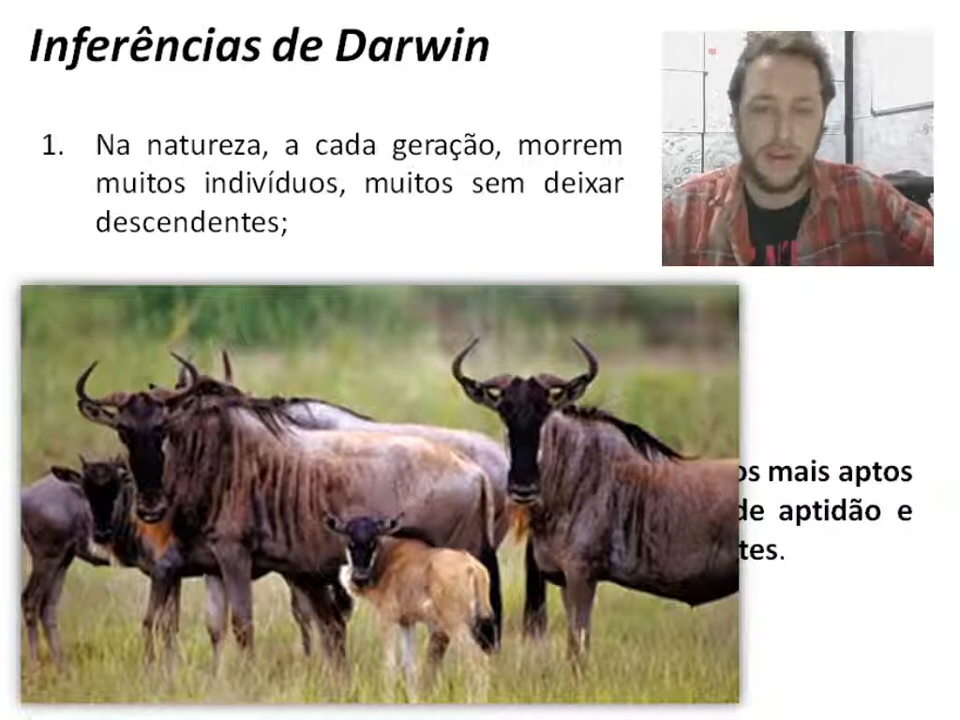 Inferências de Darwin
1. Na natureza, a cada geração, morrem
muitos indivíduos, muitos sem deixar
descendentes;
os mais aptos
de aptidão e
tes.